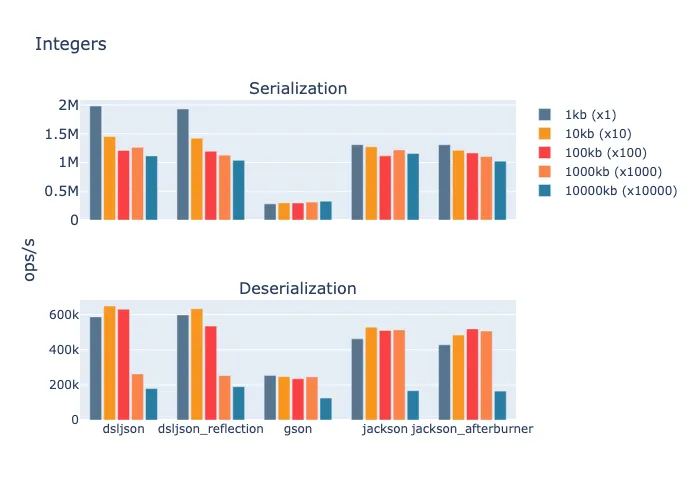 Integers
Serialization
2M
1.5M
1M
0.5M
0
1kb (x1)
10kb (x10)
100kb (x100)
1000kb (x1000)
10000kb (x10000)
ops/s
Deserialization
600k
400k
200k
0
dsljson dsljson_reflection gson jackson jackson_afterburner